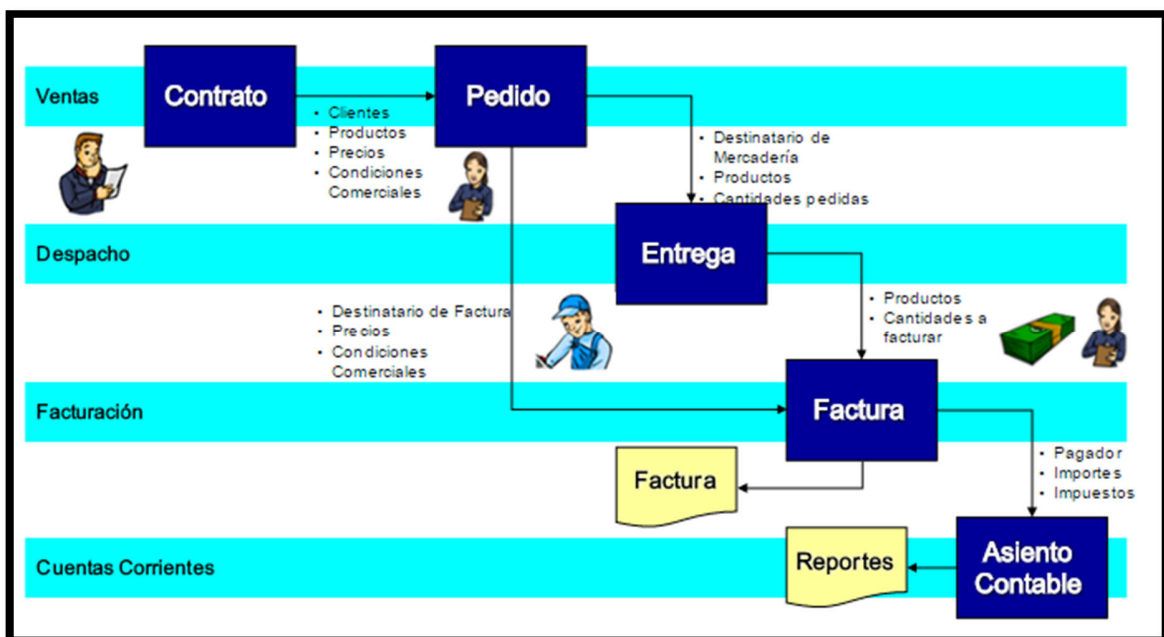 Ventas
Contrato
Pedido
• Clientes
• Productos
• Precios
• Condiciones
Comerciales
• Destinatario de
Mercadería
• Productos
• Cantidades pedidas
Despacho
Entrega
• Destinatario de Factura
• Precios
• Condiciones
Comerciales
• Productos
• Cantidades a
facturar
Facturación
Factura
Factura
• Pagador
• Importes
• Impuestos
Cuentas Corrientes
Reportes
Asiento
Contable